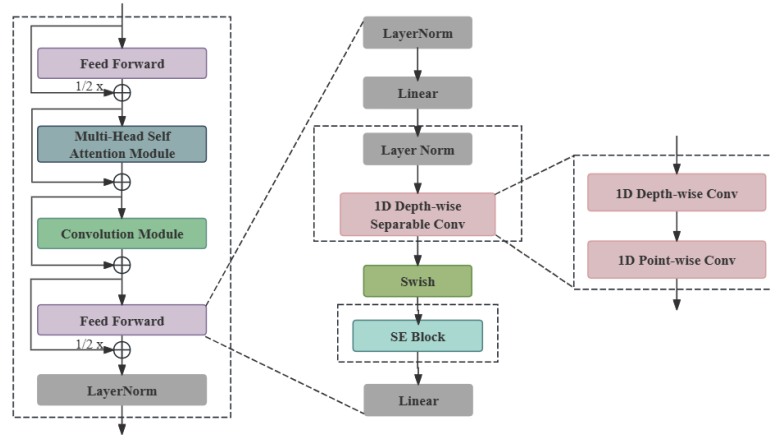 Feed Forward
1/2 x
Multi-Head Self
Attention Module
Convolution Module
Feed Forward
1/2 x
LayerNorm
LayerNorm
Linear
Layer Norm
1D Depth-wise
Separable Conv
Swish
SE Block
Linear
1D Depth-wise Conv
1D Point-wise Conv